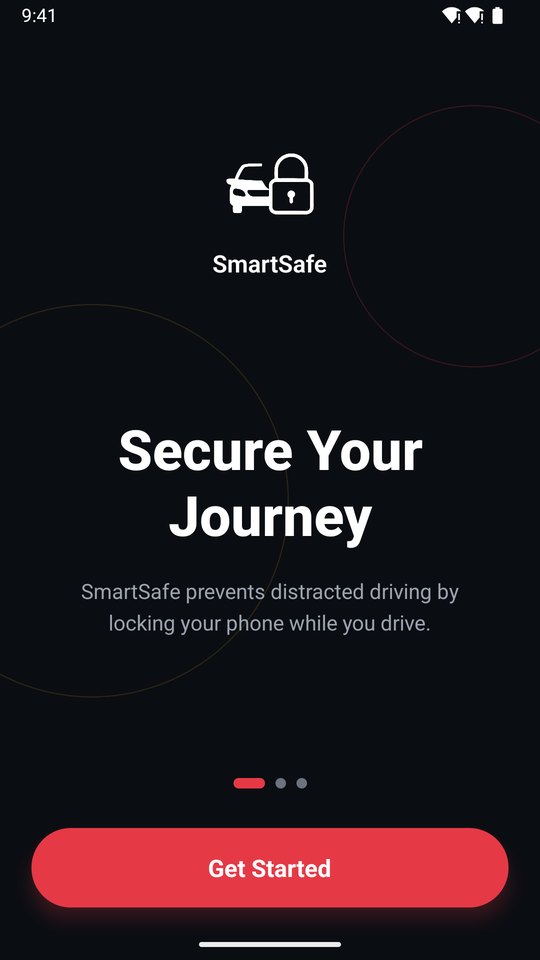 9:41
SmartSafe
Secure Your
Journey
SmartSafe prevents distracted driving by
locking your phone while you drive.
Get Started